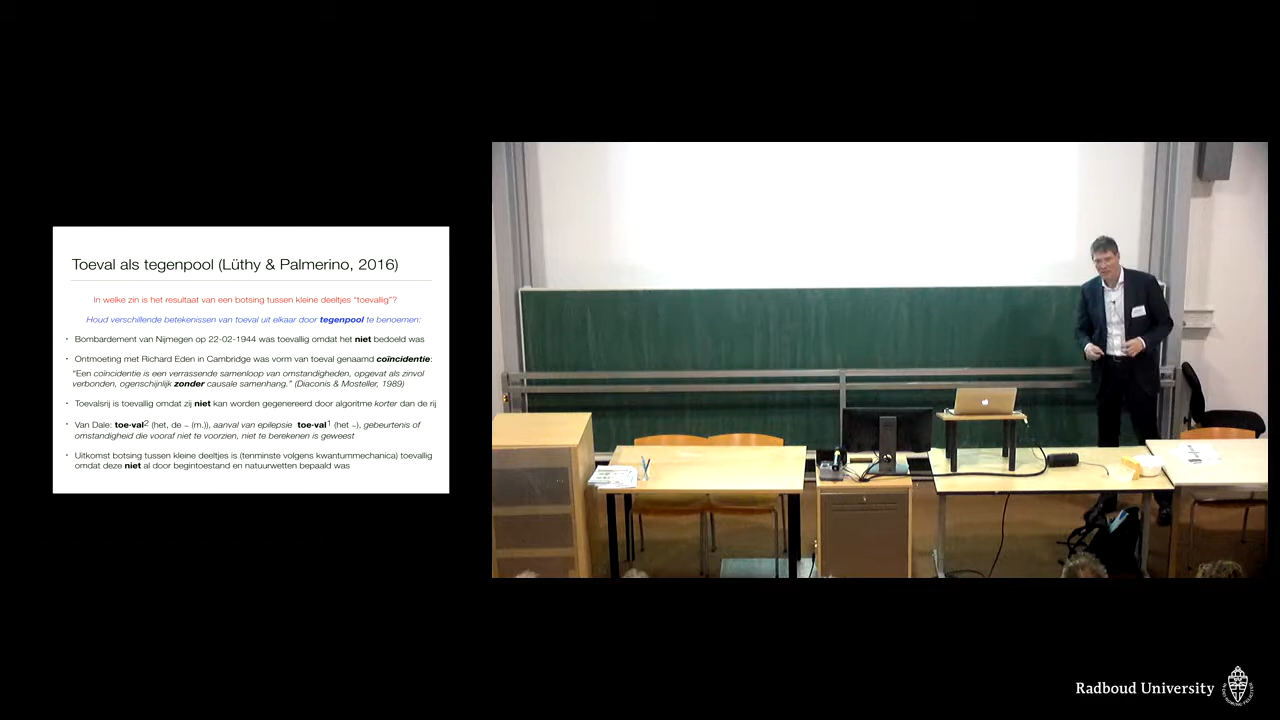 Toeval als tegenpool (Lüthy & Palmerino, 2016)
In welke zin is het resultaat van een botsing tussen kleine deeltjes “toevallig”?
Houd verschillende betekenissen van toeval uit elkaar door tegenpool te benoemen:
• Bombardement van Nijmegen op 22-02-1944 was toevallig omdat het niet bedoeld was
• Ontmoeting met Richard Eden in Cambridge was vorm van toeval genaamd coïncidentie:
“Een coïncidentie is een verrassende samenloop van omstandigheden, opgevat als zinvol
verbonden, ogenschijnlijk zonder causale samenhang.” (Diaconis & Mosteller, 1989)
• Toevalsrij is toevallig omdat zij niet kan worden gegenereerd door algoritme korter dan de rij
• Van Dale: toe·val² (het, de ~ (m.)), aanval van epilepsie toe·val¹ (het ~), gebeurtenis of
omstandigheid die vooraf niet te voorzien, niet te berekenen is geweest
• Uitkomst botsing tussen kleine deeltjes is (tenminste volgens kwantummechanica) toevallig
omdat deze niet al door begintoestand en natuurwetten bepaald was
Radboud University